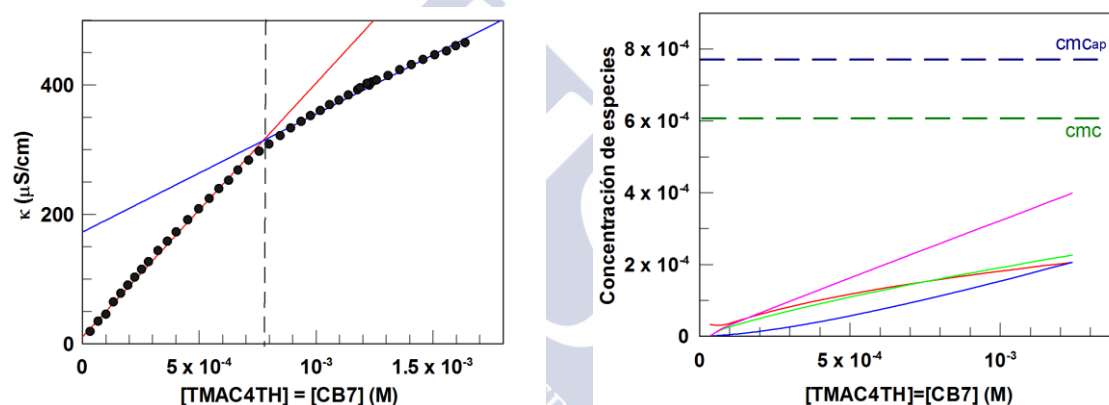 400
200
0
κ (μS/cm)
0
5 x 10-4
10-3
1.5 x 10-3
[TMAC4TH] = [CB7] (M)
8 x 10-4
6 x 10-4
4 x 10-4
2 x 10-4
0
Concentración de especies
cmcap
cmc
0
5 x 10-4
10-3
[TMAC4TH]=[CB7] (M)